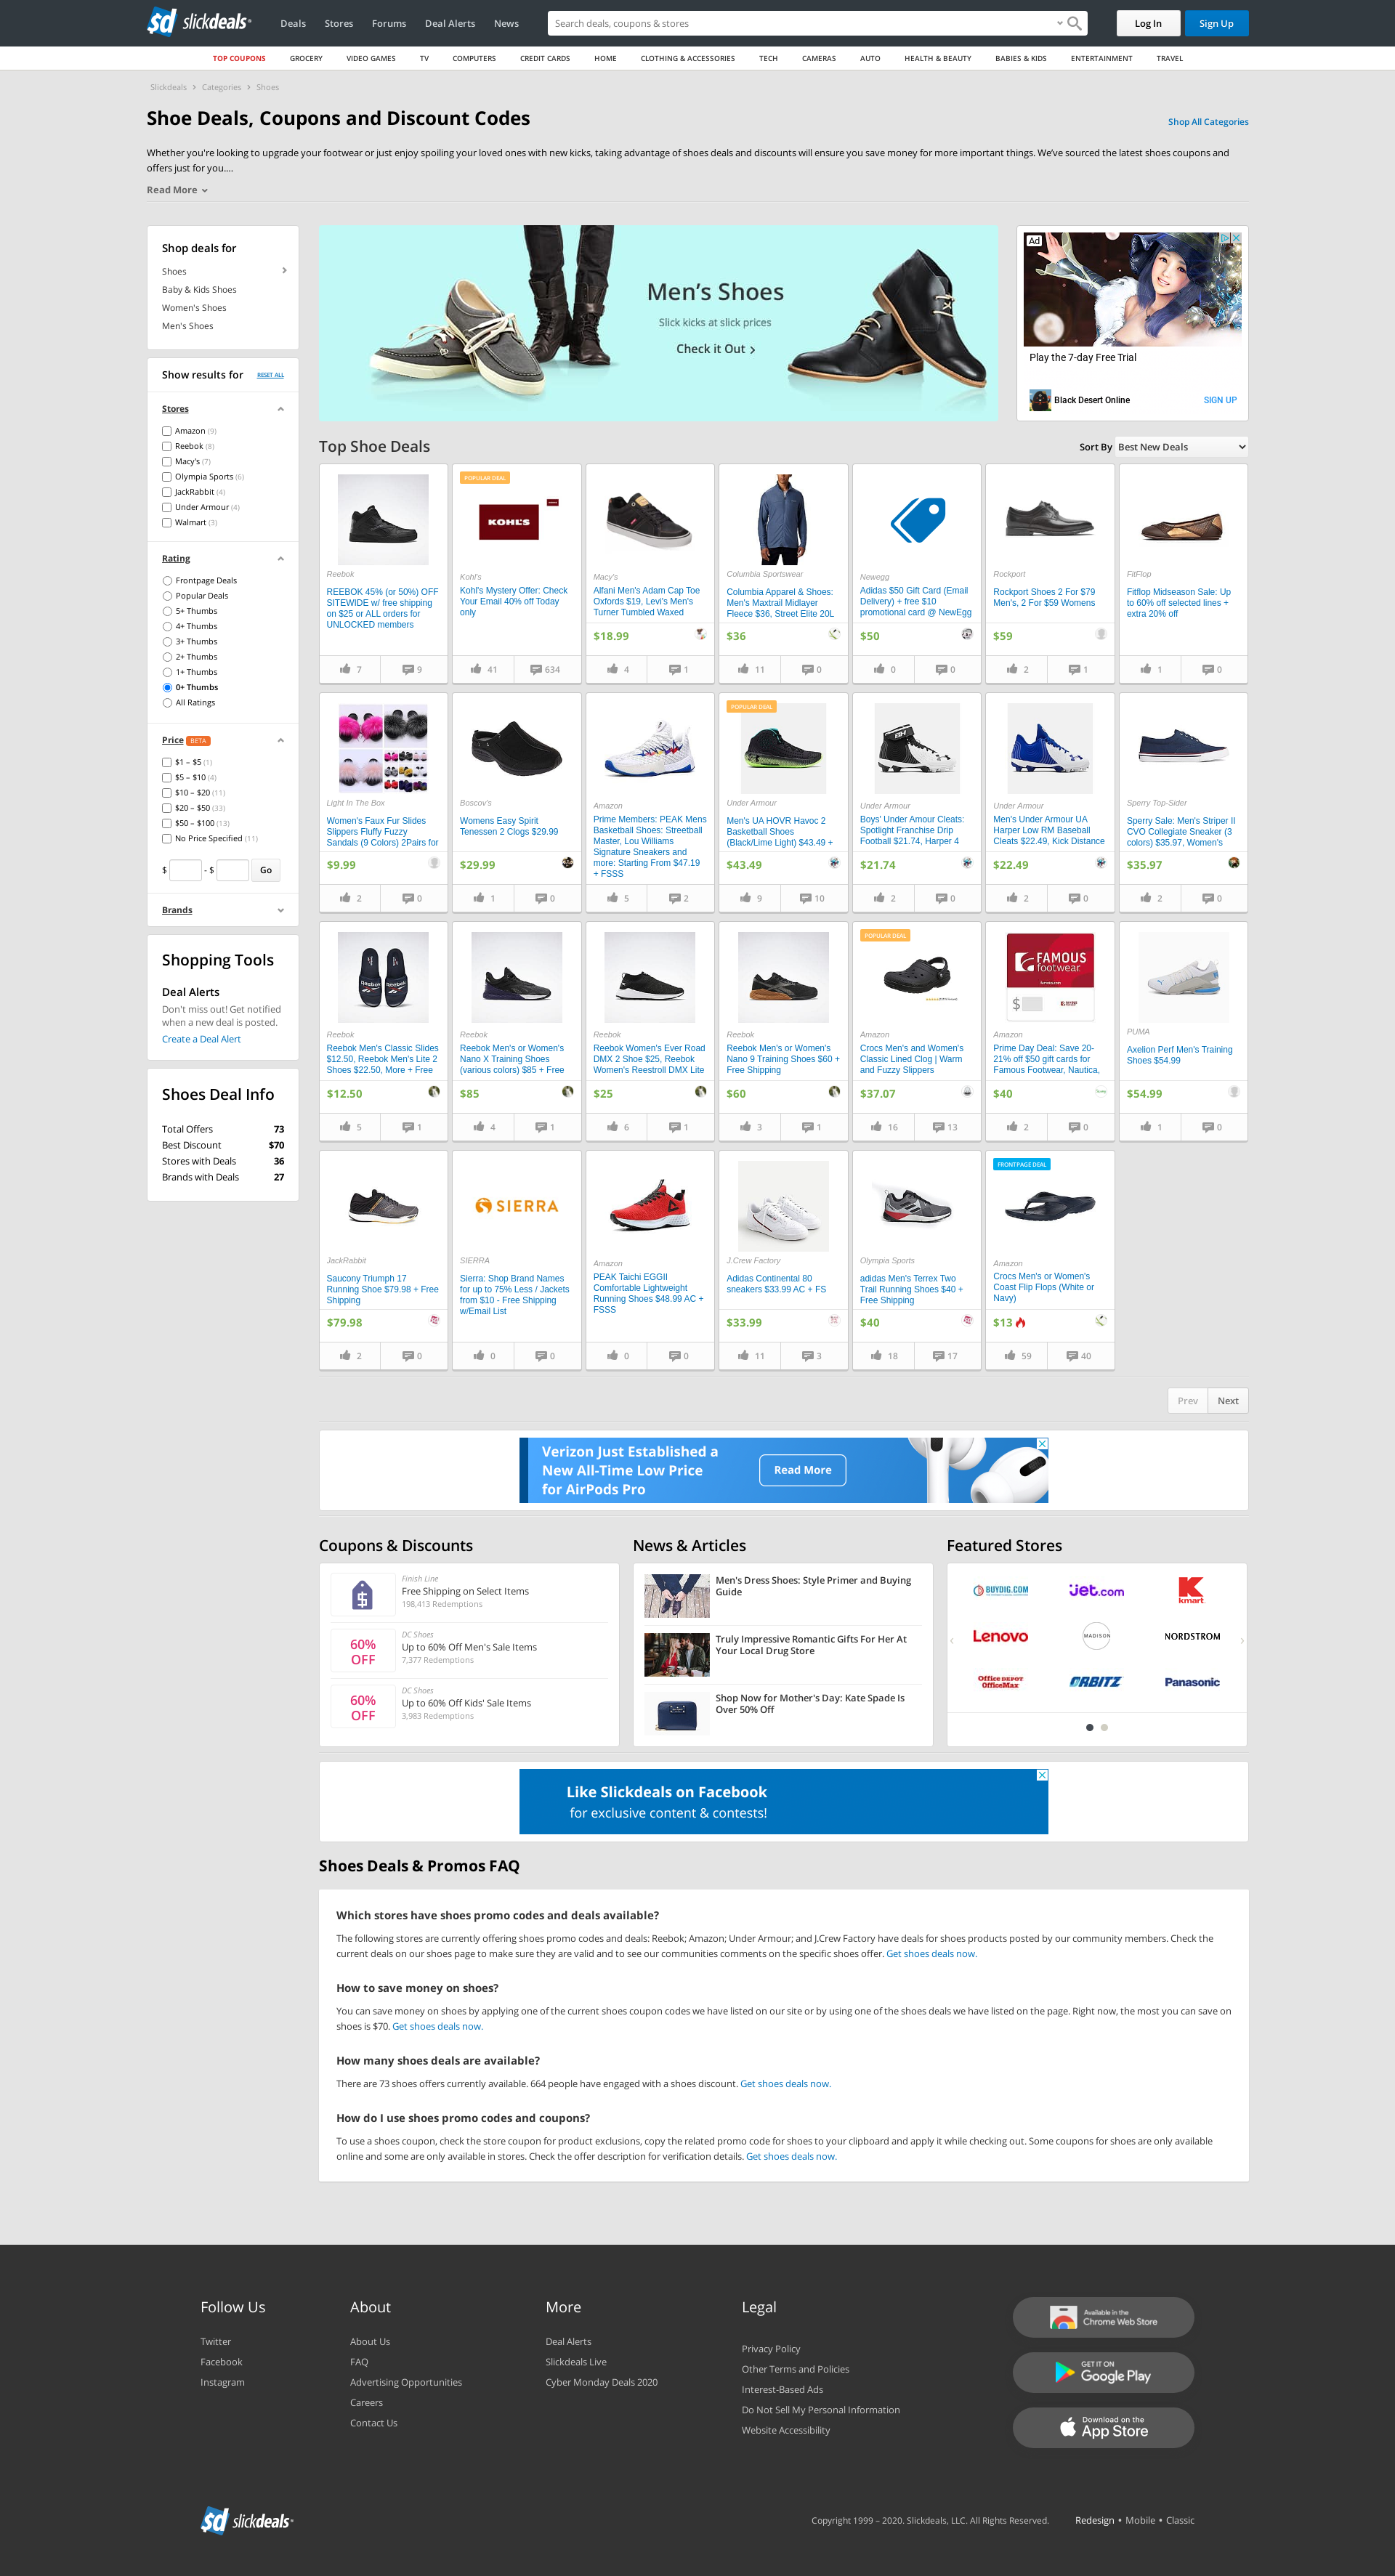 sd slickdeals
Deals Stores Forums Deal Alerts News
Search deals, coupons & stores
Log In
Sign Up
TOP COUPONS GROCERY VIDEO GAMES TV COMPUTERS CREDIT CARDS HOME CLOTHING & ACCESSORIES TECH CAMERAS AUTO HEALTH & BEAUTY BABIES & KIDS ENTERTAINMENT TRAVEL
Slickdeals › Categories › Shoes
Shoe Deals, Coupons and Discount Codes
Shop All Categories
Whether you're looking to upgrade your footwear or just enjoy spoiling your loved ones with new kicks, taking advantage of shoes deals and discounts will ensure you save money for more important things. We've sourced the latest shoes coupons and
offers just for you....
Read More
Shop deals for
Shoes
Baby & Kids Shoes
Women's Shoes
Men's Shoes
Show results for
RESET ALL
Stores
Amazon (9)
Reebok (8)
Macy's (7)
Olympia Sports (6)
JackRabbit (4)
Under Armour (4)
Walmart (3)
Rating
Frontpage Deals
Popular Deals
5+ Thumbs
4+ Thumbs
3+ Thumbs
2+ Thumbs
1+ Thumbs
0+ Thumbs
All Ratings
Price BETA
$1 – $5 (1)
$5 – $10 (4)
$10 – $20 (11)
$20 – $50 (33)
$50 – $100 (13)
No Price Specified (11)
$ - $ Go
Brands
Shopping Tools
Deal Alerts
Don't miss out! Get notified
when a new deal is posted.
Create a Deal Alert
Shoes Deal Info
Total Offers 73
Best Discount $70
Stores with Deals 36
Brands with Deals 27
Men's Shoes
Slick kicks at slick prices
Check it Out
Ad
Play the 7-day Free Trial
Black Desert Online
SIGN UP
Top Shoe Deals
Sort By Best New Deals
Reebok
REEBOK 45% (or 50%) OFF
SITEWIDE w/ free shipping
on $25 or ALL orders for
UNLOCKED members
7 9
POPULAR DEAL
KOHL'S
Kohl's
Kohl's Mystery Offer: Check
Your Email 40% off Today
only
41 634
Macy's
Alfani Men's Adam Cap Toe
Oxfords $19, Levi's Men's
Turner Tumbled Waxed
$18.99
4 1
Columbia Sportswear
Columbia Apparel & Shoes:
Men's Maxtrail Midlayer
Fleece $36, Street Elite 20L
$36
11 0
Newegg
Adidas $50 Gift Card (Email
Delivery) + free $10
promotional card @ NewEgg
$50
0 0
Rockport
Rockport Shoes 2 For $79
Men's, 2 For $59 Womens
$59
2 1
FitFlop
Fitflop Midseason Sale: Up
to 60% off selected lines +
extra 20% off
1 0
Light In The Box
Women's Faux Fur Slides
Slippers Fluffy Fuzzy
Sandals (9 Colors) 2Pairs for
$9.99
2 0
Boscov's
Womens Easy Spirit
Tenessen 2 Clogs $29.99
$29.99
1 0
Amazon
Prime Members: PEAK Mens
Basketball Shoes: Streetball
Master, Lou Williams
Signature Sneakers and
more: Starting From $47.19
+ FSSS
5 2
POPULAR DEAL
Under Armour
Men's UA HOVR Havoc 2
Basketball Shoes
(Black/Lime Light) $43.49 +
$43.49
9 10
Under Armour
Boys' Under Amour Cleats:
Spotlight Franchise Drip
Football $21.74, Harper 4
$21.74
2 0
Under Armour
Men's Under Armour UA
Harper Low RM Baseball
Cleats $22.49, Kick Distance
$22.49
2 0
Sperry Top-Sider
Sperry Sale: Men's Striper II
CVO Collegiate Sneaker (3
colors) $35.97, Women's
$35.97
2 0
Reebok
Reebok Men's Classic Slides
$12.50, Reebok Men's Lite 2
Shoes $22.50, More + Free
$12.50
5 1
Reebok
Reebok Men's or Women's
Nano X Training Shoes
(various colors) $85 + Free
$85
4 1
Reebok
Reebok Women's Ever Road
DMX 2 Shoe $25, Reebok
Women's Reestroll DMX Lite
$25
6 1
Reebok
Reebok Men's or Women's
Nano 9 Training Shoes $60 +
Free Shipping
$60
3 1
POPULAR DEAL
Amazon
Crocs Men's and Women's
Classic Lined Clog | Warm
and Fuzzy Slippers
$37.07
16 13
FAMOUS
footwear
$
Amazon
Prime Day Deal: Save 20-
21% off $50 gift cards for
Famous Footwear, Nautica,
$40
2 0
PUMA
Axelion Perf Men's Training
Shoes $54.99
$54.99
1 0
JackRabbit
Saucony Triumph 17
Running Shoe $79.98 + Free
Shipping
$79.98
2 0
SIERRA
SIERRA
Sierra: Shop Brand Names
for up to 75% Less / Jackets
from $10 - Free Shipping
w/Email List
0 0
Amazon
PEAK Taichi EGGII
Comfortable Lightweight
Running Shoes $48.99 AC +
FSSS
0 0
J.Crew Factory
Adidas Continental 80
sneakers $33.99 AC + FS
$33.99
11 3
Olympia Sports
adidas Men's Terrex Two
Trail Running Shoes $40 +
Free Shipping
$40
18 17
FRONTPAGE DEAL
Amazon
Crocs Men's or Women's
Coast Flip Flops (White or
Navy)
$13
59 40
Prev Next
Verizon Just Established a
New All-Time Low Price
for AirPods Pro
Read More
Coupons & Discounts
Finish Line
Free Shipping on Select Items
198,413 Redemptions
60%
OFF
DC Shoes
Up to 60% Off Men's Sale Items
7,377 Redemptions
60%
OFF
DC Shoes
Up to 60% Off Kids' Sale Items
3,983 Redemptions
News & Articles
Men's Dress Shoes: Style Primer and Buying
Guide
Truly Impressive Romantic Gifts For Her At
Your Local Drug Store
Shop Now for Mother's Day: Kate Spade Is
Over 50% Off
Featured Stores
BUYDIG.COM jet.com kmart
Lenovo MADISON NORDSTROM
Office DEPOT
OfficeMax
ORBITZ Panasonic
Like Slickdeals on Facebook
for exclusive content & contests!
Shoes Deals & Promos FAQ
Which stores have shoes promo codes and deals available?
The following stores are currently offering shoes promo codes and deals: Reebok; Amazon; Under Armour; and J.Crew Factory have deals for shoes products posted by our community members. Check the
current deals on our shoes page to make sure they are valid and to see our communities comments on the specific shoes offer. Get shoes deals now.
How to save money on shoes?
You can save money on shoes by applying one of the current shoes coupon codes we have listed on our site or by using one of the shoes deals we have listed on the page. Right now, the most you can save on
shoes is $70. Get shoes deals now.
How many shoes deals are available?
There are 73 shoes offers currently available. 664 people have engaged with a shoes discount. Get shoes deals now.
How do I use shoes promo codes and coupons?
To use a shoes coupon, check the store coupon for product exclusions, copy the related promo code for shoes to your clipboard and apply it while checking out. Some coupons for shoes are only available
online and some are only available in stores. Check the offer description for verification details. Get shoes deals now.
Follow Us
Twitter
Facebook
Instagram
About
About Us
FAQ
Advertising Opportunities
Careers
Contact Us
More
Deal Alerts
Slickdeals Live
Cyber Monday Deals 2020
Legal
Privacy Policy
Other Terms and Policies
Interest-Based Ads
Do Not Sell My Personal Information
Website Accessibility
Available in the
Chrome Web Store
GET IT ON
Google Play
Download on the
App Store
sd slickdeals
Copyright 1999 – 2020. Slickdeals, LLC. All Rights Reserved.
Redesign • Mobile • Classic